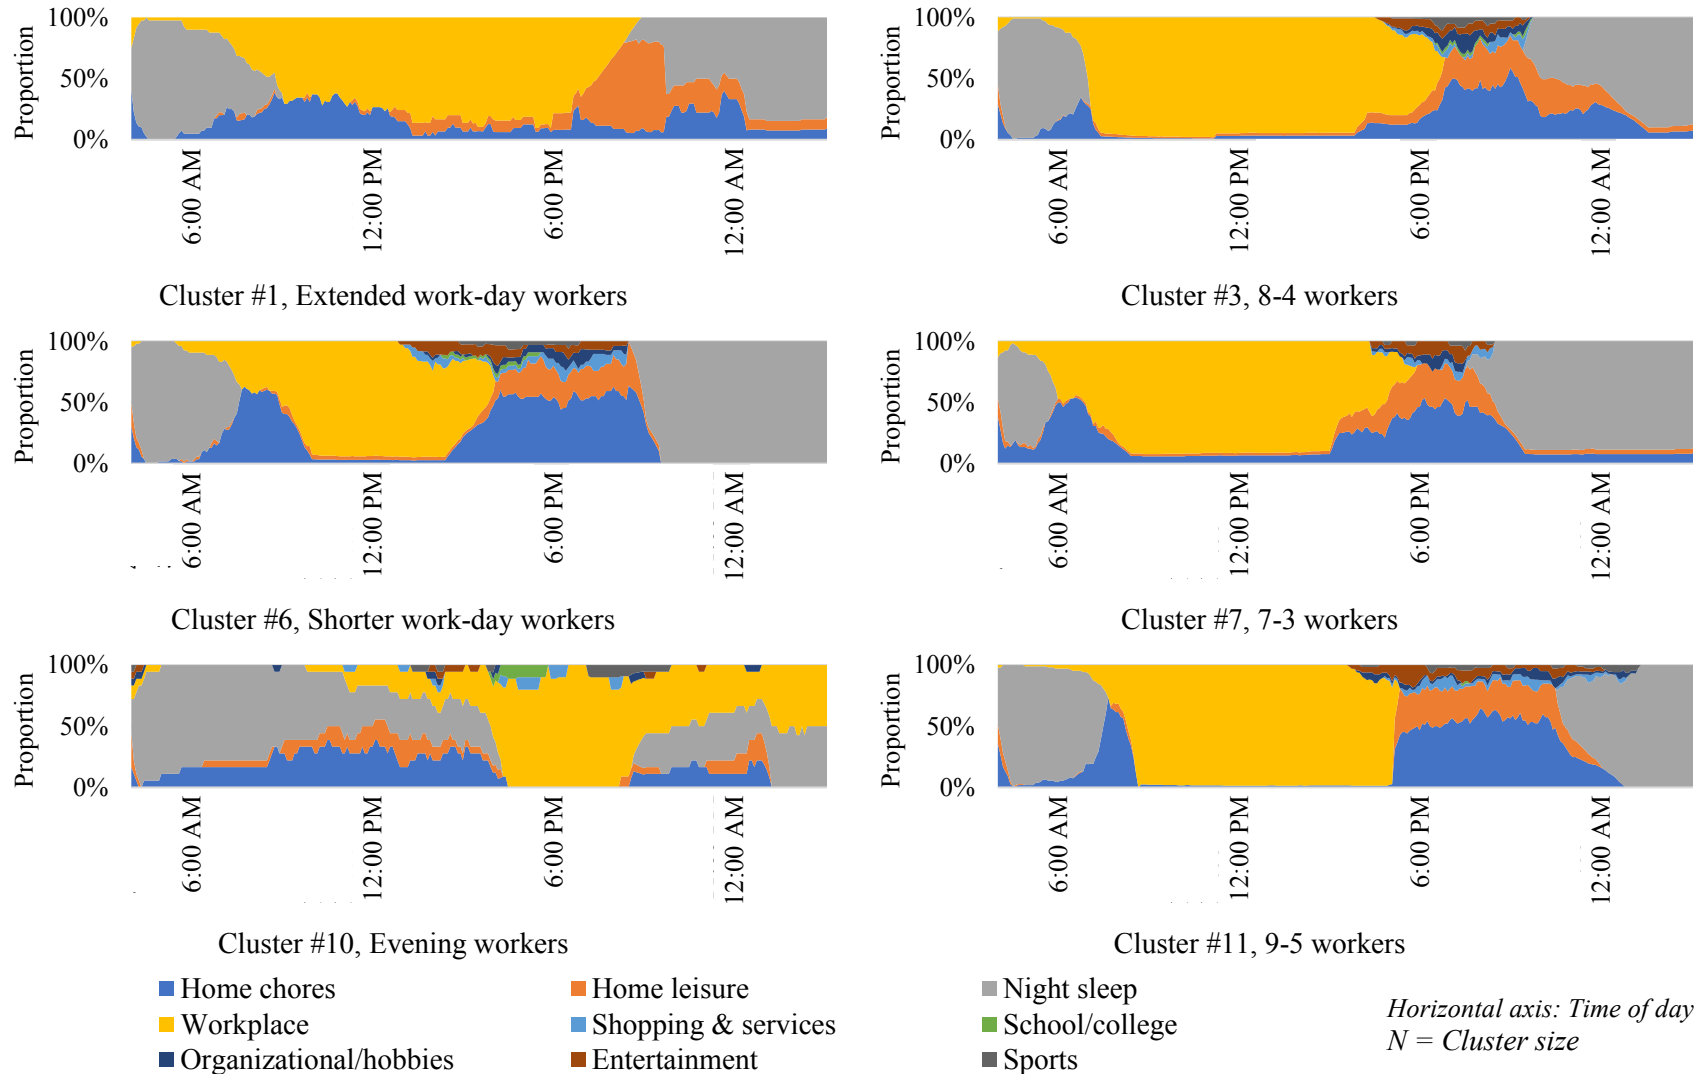 Proportion
100%
50%
0%
6:00 AM
12:00 PM
6:00 PM
12:00 AM
Cluster #1, Extended work-day workers
Proportion
100%
50%
0%
6:00 AM
12:00 PM
6:00 PM
12:00 AM
Cluster #3, 8-4 workers
Proportion
100%
50%
0%
6:00 AM
12:00 PM
6:00 PM
12:00 AM
Cluster #6, Shorter work-day workers
Proportion
100%
50%
0%
6:00 AM
12:00 PM
6:00 PM
12:00 AM
Cluster #7, 7-3 workers
Proportion
100%
50%
0%
6:00 AM
12:00 PM
6:00 PM
12:00 AM
Cluster #10, Evening workers
Proportion
100%
50%
0%
6:00 AM
12:00 PM
6:00 PM
12:00 AM
Cluster #11, 9-5 workers
Home chores
Home leisure
Night sleep
Workplace
Shopping & services
School/college
Organizational/hobbies
Entertainment
Sports
Horizontal axis: Time of day
N = Cluster size